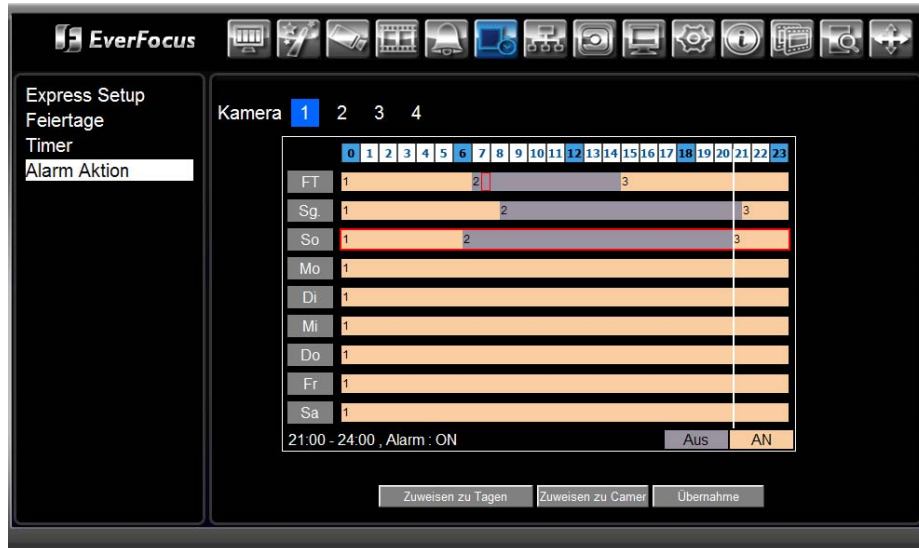 EverFocus
Express Setup
Feiertage
Timer
Alarm Aktion
Kamera 1 2 3 4
0 1 2 3 4 5 6 7 8 9 10 11 12 13 14 15 16 17 18 19 20 21 22 23
FT 1 2 3
Sg. 1 2 3
So 1 2 3
Mo 1
Di 1
Mi 1
Do 1
Fr 1
Sa 1
21:00 - 24:00 , Alarm : ON Aus AN
Zuweisen zu Tagen Zuweisen zu Camer Übernahme